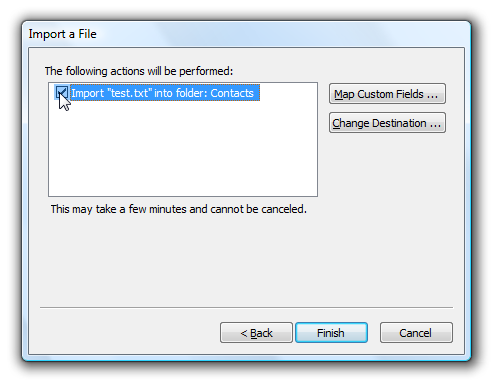 Import a File
The following actions will be performed:
Import "test.txt" into folder: Contacts
Map Custom Fields ...
Change Destination ...
This may take a few minutes and cannot be canceled.
< Back
Finish
Cancel